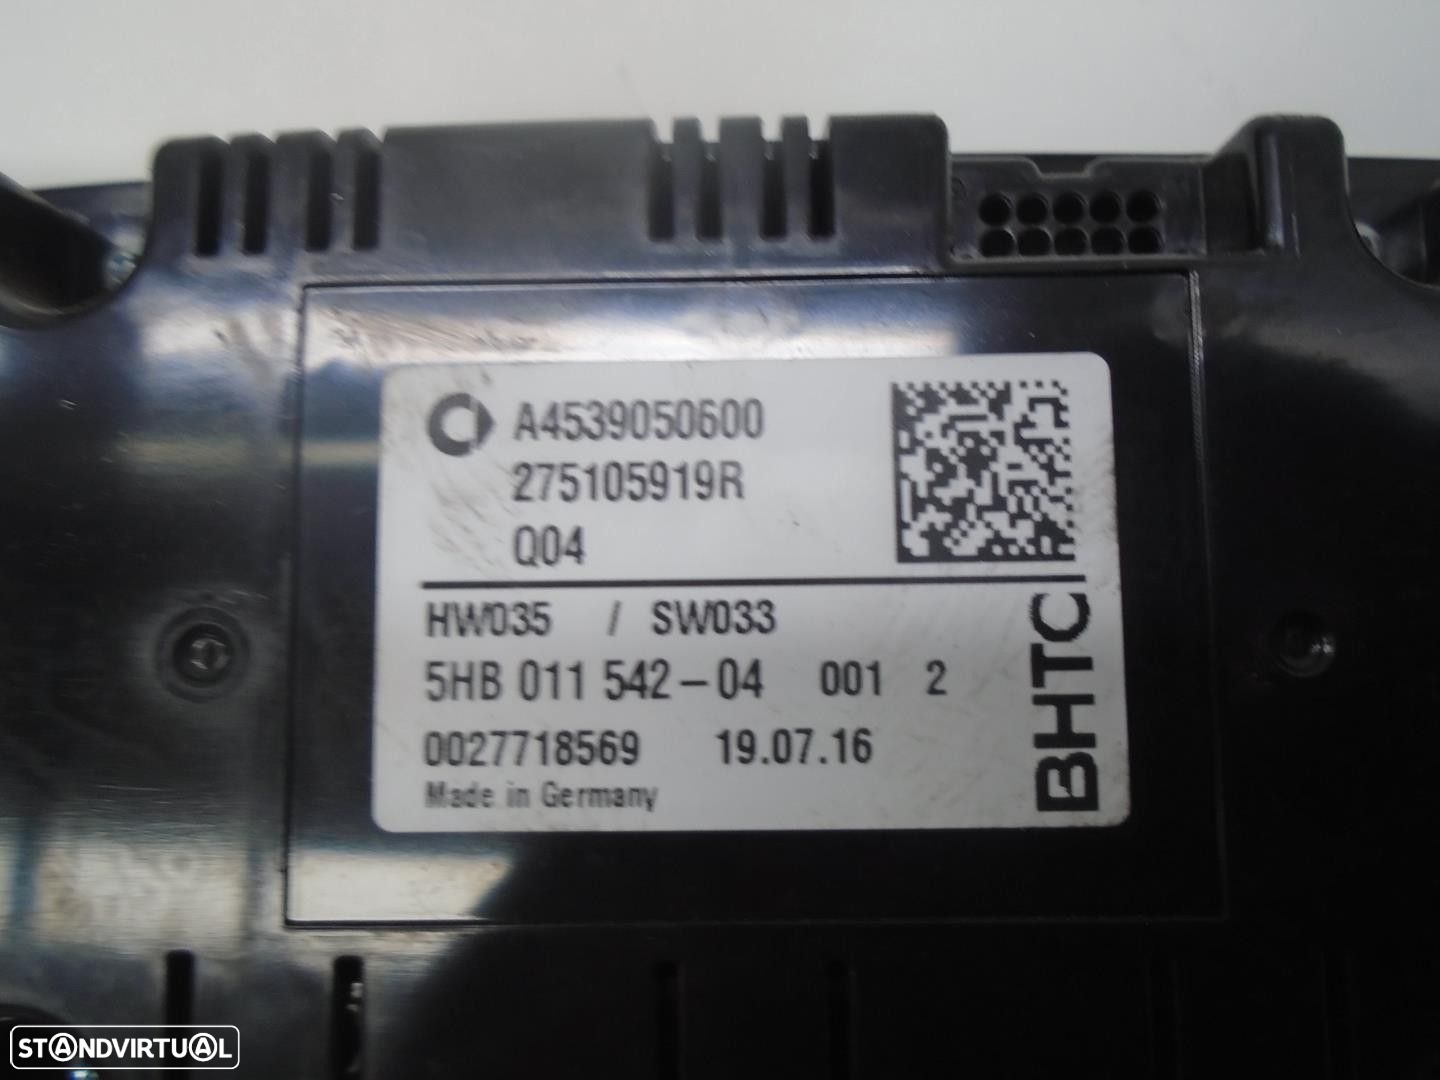 A4539050600
275105919R
Q04
HW035 / SW033
5HB 011 542-04 001 2
0027718569 19.07.16
Made in Germany
BHTC
STANDVIRTUAL